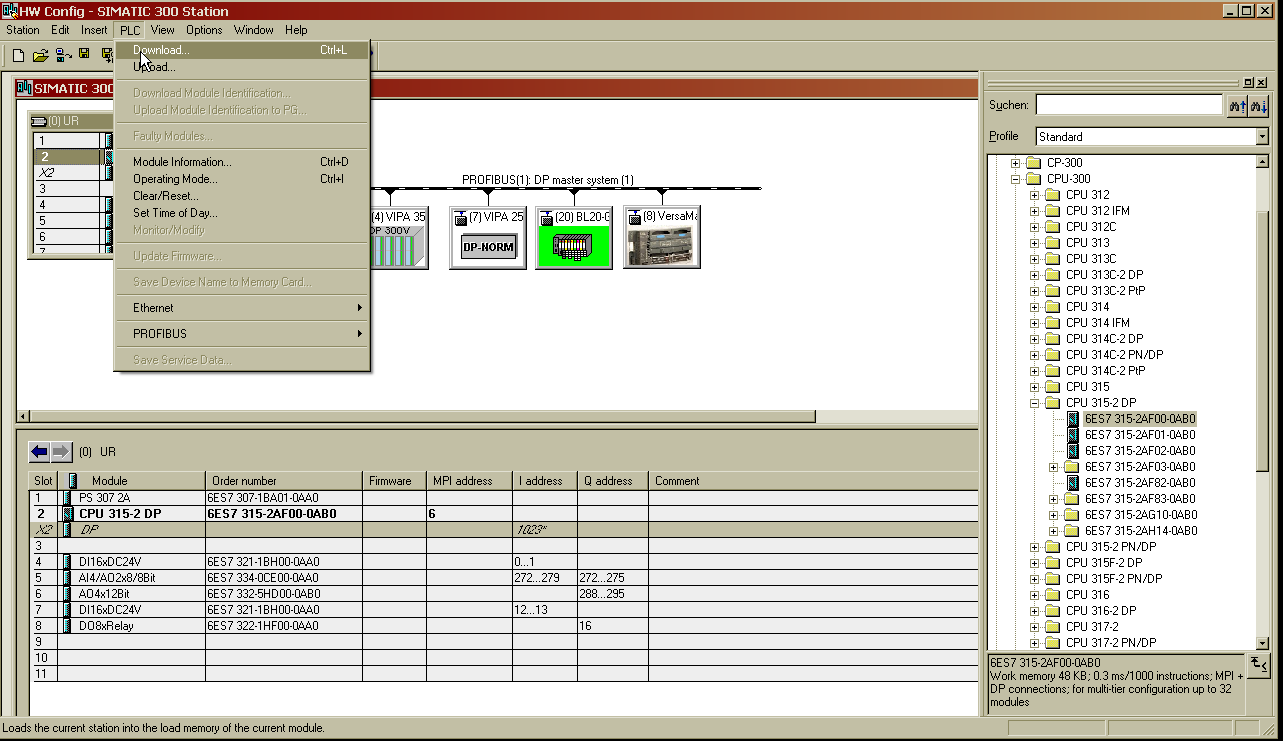 HW Config - SIMATIC 300 Station
Station Edit Insert PLC View Options Window Help
Download... Ctrl+L
Upload...
Download Module Identification...
Upload Module Identification to PG...
Faulty Modules...
Module Information... Ctrl+D
Operating Mode... Ctrl+I
Clear/Reset...
Set Time of Day...
Monitor/Modify
Update Firmware...
Save Device Name to Memory Card...
Ethernet
PROFIBUS
Save Service Data...
SIMATIC 300
(0) UR
1
2
X2
3
4
5
6
7
PROFIBUS(1): DP master system (1)
(4) VIPA 35
DP 300V
(7) VIPA 25
DP-NORM
(20) BL20-G
(8) VersaMa
Suchen:
Profile Standard
CP-300
CPU-300
CPU 312
CPU 312 IFM
CPU 312C
CPU 313
CPU 313C
CPU 313C-2 DP
CPU 313C-2 PtP
CPU 314
CPU 314 IFM
CPU 314C-2 DP
CPU 314C-2 PN/DP
CPU 314C-2 PtP
CPU 315
CPU 315-2 DP
6ES7 315-2AF00-0AB0
6ES7 315-2AF01-0AB0
6ES7 315-2AF02-0AB0
6ES7 315-2AF03-0AB0
6ES7 315-2AF82-0AB0
6ES7 315-2AF83-0AB0
6ES7 315-2AG10-0AB0
6ES7 315-2AH14-0AB0
CPU 315-2 PN/DP
CPU 315F-2 DP
CPU 315F-2 PN/DP
CPU 316
CPU 316-2 DP
CPU 317-2
CPU 317-2 PN/DP
6ES7 315-2AF00-0AB0
Work memory 48 KB; 0.3 ms/1000 instructions; MPI +
DP connections; for multi-tier configuration up to 32
modules
(0) UR
Slot Module Order number Firmware MPI address I address Q address Comment
1 PS 307 2A 6ES7 307-1BA01-0AA0
2 CPU 315-2 DP 6ES7 315-2AF00-0AB0 6
X2 DP 1023*
3
4 DI16xDC24V 6ES7 321-1BH00-0AA0 0...1
5 AI4/AO2x8/8Bit 6ES7 334-0CE00-0AA0 272...279 272...275
6 AO4x12Bit 6ES7 332-5HD00-0AB0 288...295
7 DI16xDC24V 6ES7 321-1BH00-0AA0 12...13
8 DO8xRelay 6ES7 322-1HF00-0AA0 16
9
10
11
Loads the current station into the load memory of the current module.